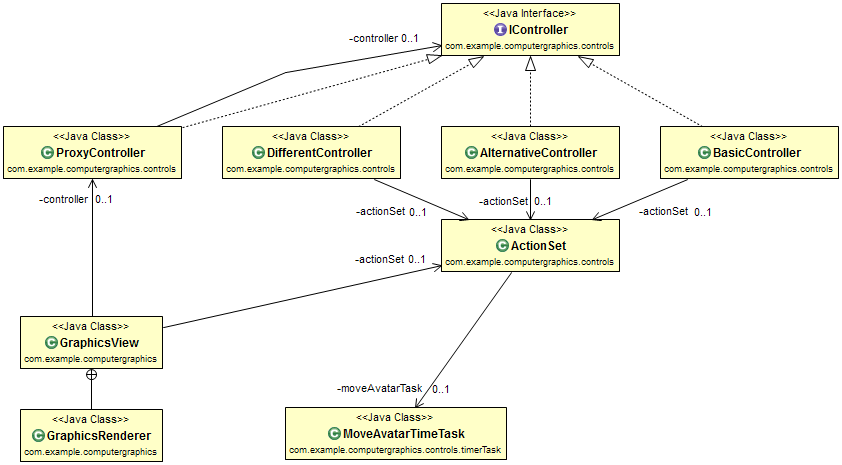 <<Java Interface>>
I IController
com.example.computergraphics.controls
-controller 0..1
<<Java Class>>
C ProxyController
com.example.computergraphics.controls
<<Java Class>>
C DifferentController
com.example.computergraphics.controls
<<Java Class>>
C AlternativeController
com.example.computergraphics.controls
<<Java Class>>
C BasicController
com.example.computergraphics.controls
-controller 0..1
-actionSet 0..1
-actionSet 0..1
-actionSet 0..1
<<Java Class>>
C ActionSet
com.example.computergraphics.controls
-actionSet 0..1
<<Java Class>>
C GraphicsView
com.example.computergraphics
-moveAvatarTask 0..1
<<Java Class>>
C GraphicsRenderer
com.example.computergraphics
<<Java Class>>
C MoveAvatarTimeTask
com.example.computergraphics.controls.timerTask